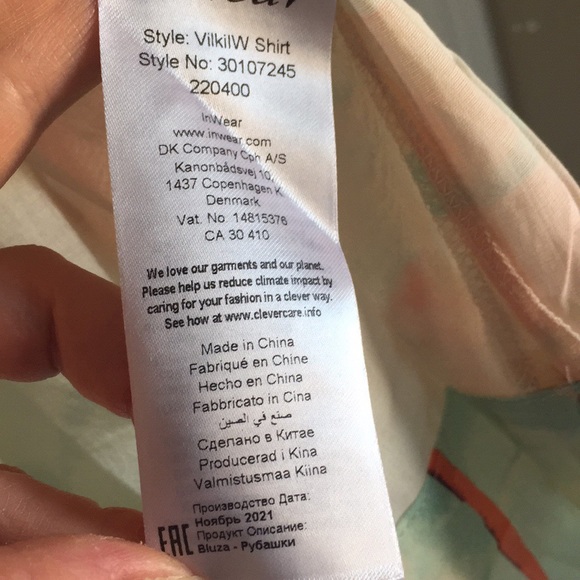 Style: VilkiIW Shirt
Style No: 30107245
220400
InWear
www.inwear.com
DK Company Cph A/S
Kanonbådsvej 10,
1437 Copenhagen K
Denmark
Vat. No. 14815376
CA 30 410
We love our garments and our planet.
Please help us reduce climate impact by
caring for your fashion in a clever way.
See how at www.clevercare.info
Made in China
Fabriqué en Chine
Hecho en China
Fabbricato in Cina
صنع في الصين
Сделано в Китае
Producerad i Kina
Valmistusmaa Kiina
Производство Дата:
Ноябрь 2021
Продукт Описание:
Bluza - Рубашки
EAC